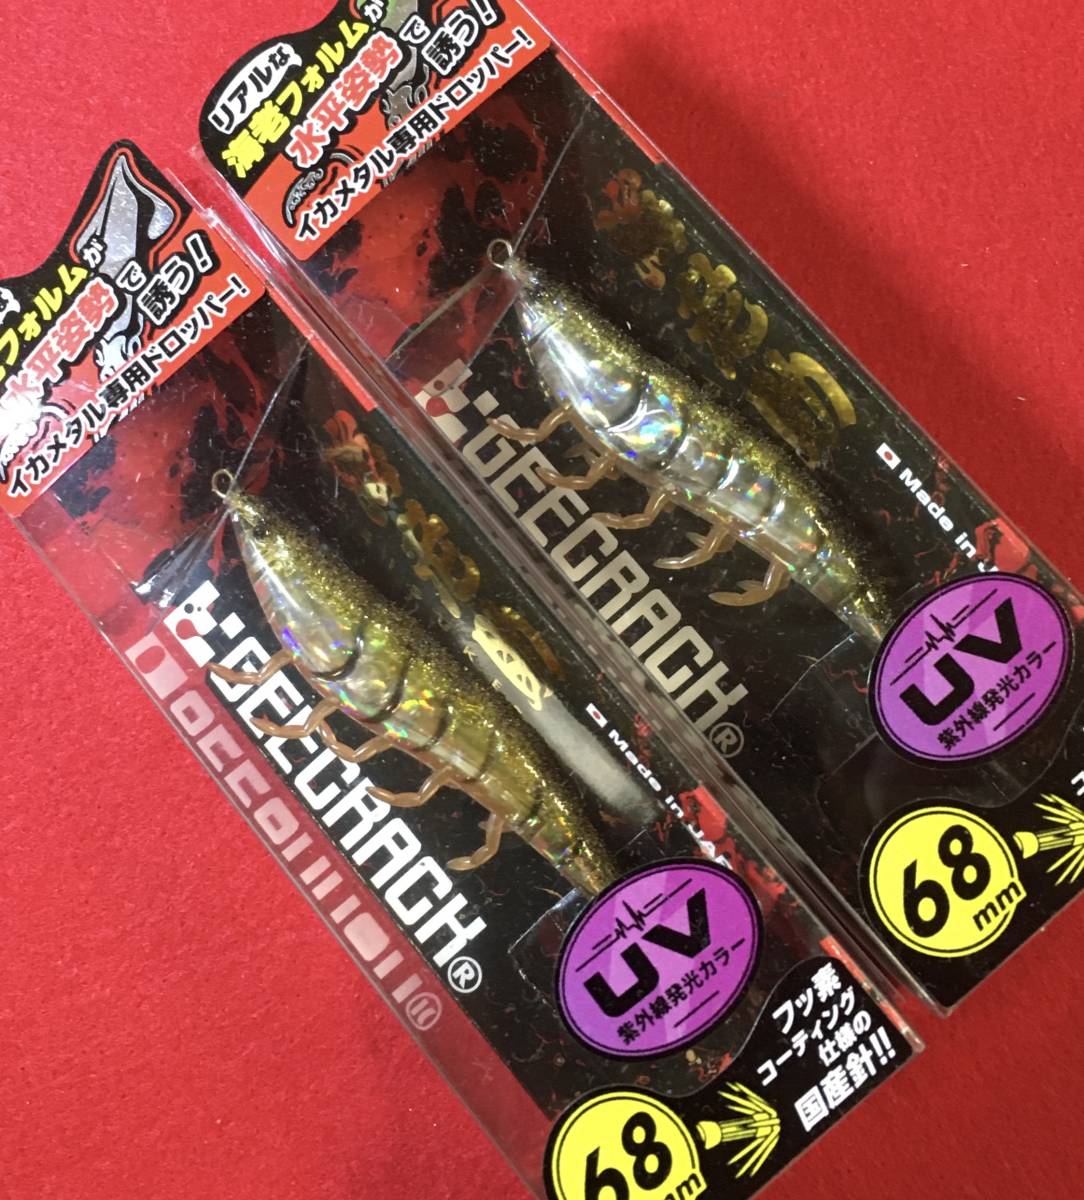 リアルな
海老フォルムが
水平姿勢で
誘う!
イカメタル専用ドロッパー!
GEECRACK®
Made in
UV
紫外線発光カラー
68
mm
フォルムが
水平姿勢で
誘う!
イカメタル専用ドロッパー!
GEECRACK®
Made in JAP
UV
紫外線発光カラー
フッ素
コーティング
仕様の
国産針!!
68
mm